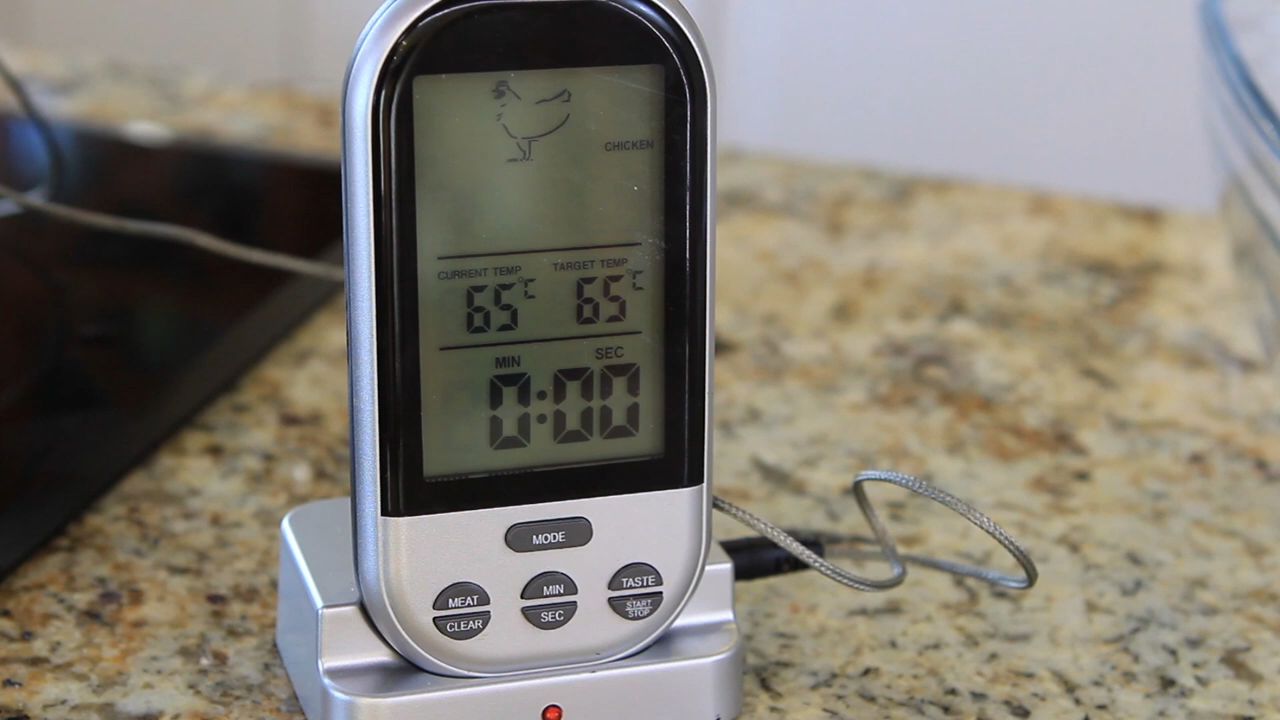 CHICKEN
CURRENT TEMP TARGET TEMP
65°C 65°C
MIN SEC
0:00
MODE
MEAT MIN TASTE
CLEAR SEC START
STOP